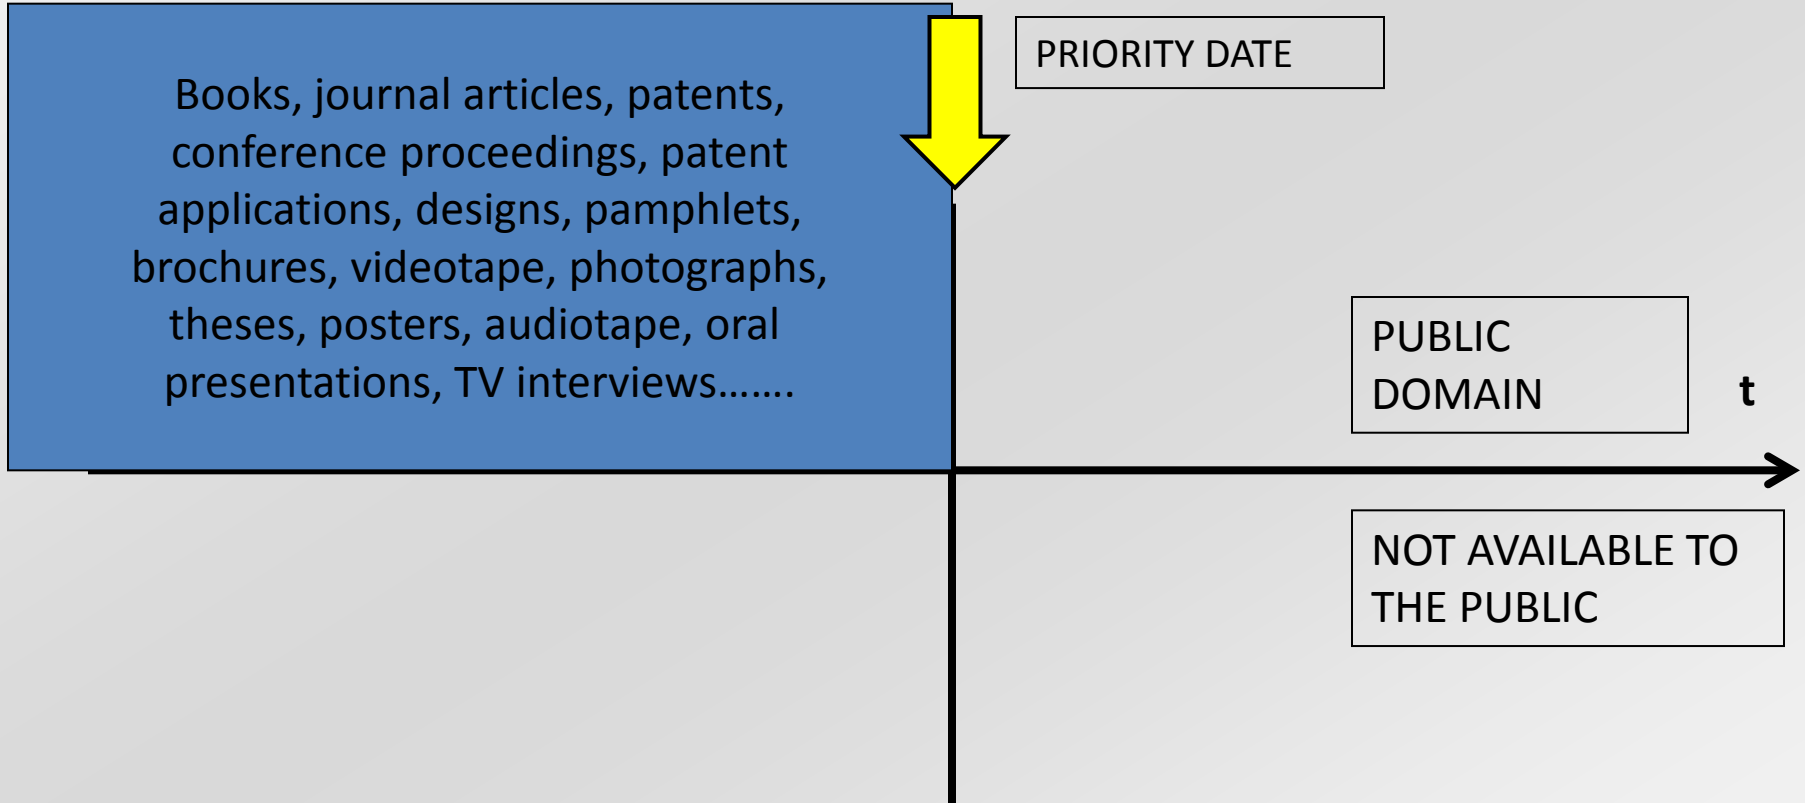 Books, journal articles, patents,
conference proceedings, patent
applications, designs, pamphlets,
brochures, videotape, photographs,
theses, posters, audiotape, oral
presentations, TV interviews.......
PRIORITY DATE
PUBLIC
DOMAIN
t
NOT AVAILABLE TO
THE PUBLIC